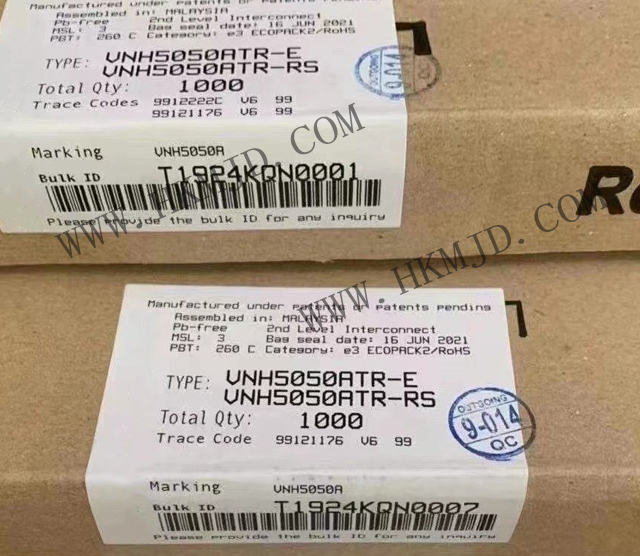 Manufactured under patents or patents pending
Assembled in: MALAYSIA
Pb-free 2nd Level Interconnect
MSL: 3 Bag seal date: 16 JUN 2021
PBT: 260 C Category: e3 ECOPACK2/RoHS
TYPE: VNH5050ATR-E
VNH5050ATR-RS
Total Qty: 1000
Trace Codes 9912222C V6 99
99121176 V6 99
OUTGOING
9-014
Marking VNH5050A
Bulk ID T1924KQN0001
Please provide the bulk ID for any inquiry
WWW.HKMJD.COM
WWW.HKMJD.COM
Manufactured under patents or patents pending
Assembled in: MALAYSIA
Pb-free 2nd Level Interconnect
MSL: 3 Bag seal date: 16 JUN 2021
PBT: 260 C Category: e3 ECOPACK2/RoHS
TYPE: VNH5050ATR-E
VNH5050ATR-RS
Total Qty: 1000
Trace Code 99121176 V6 99
OUTGOING
9-014
QC
Marking VNH5050A
Bulk ID T1924KQN0007
Please provide the bulk ID for any inquiry